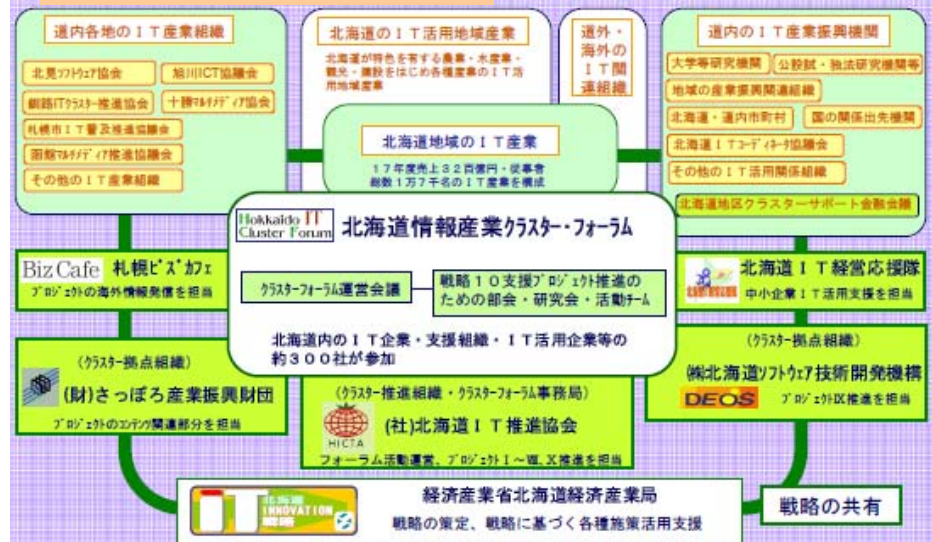 道内各地のIT産業組織
北見ソフトウェア協会
旭川ICT協議会
釧路ITクラスター推進協会
十勝マルチメディア協会
札幌市IT普及推進協議会
函館マルチメディア推進協議会
その他のIT産業組織
北海道のIT活用地域産業
北海道が特色を有する農業・水産業・
観光・建設をはじめ各種産業のIT活
用地域産業
道外・
海外の
IT関
連組織
道内のIT産業振興機関
大学等研究機関
公設試・独法研究機関等
地域の産業振興関連組織
北海道・道内市町村
国の関係出先機関
北海道ITコーディネータ協議会
その他のIT活用関係組織
北海道地区クラスターサポート金融会議
北海道地域のIT産業
17年度売上32百億円・従事者
総数1万7千名のIT産業を構成
Hokkaido IT
Cluster Forum
北海道情報産業クラスター・フォーラム
クラスターフォーラム運営会議
戦略10支援プロジェクト推進の
ための部会・研究会・活動チーム
北海道内のIT企業・支援組織・IT活用企業等の
約300社が参加
BizCafe 札幌ビズカフェ
プロジェクトの海外情報発信を担当
北海道IT経営応援隊
中小企業IT活用支援を担当
(クラスター拠点組織)
(財)さっぽろ産業振興財団
プロジェクトのコンテンツ関連部分を担当
(クラスター推進組織・クラスターフォーラム事務局)
HICTA
(社)北海道IT推進協会
フォーラム活動運営、プロジェクトI～Ⅷ、X推進を担当
(クラスター拠点組織)
(株)北海道ソフトウェア技術開発機構
DEOS
プロジェクトⅨ推進を担当
IT
北海道
INNOVATION
戦略
経済産業省北海道経済産業局
戦略の策定、戦略に基づく各種施策活用支援
戦略の共有